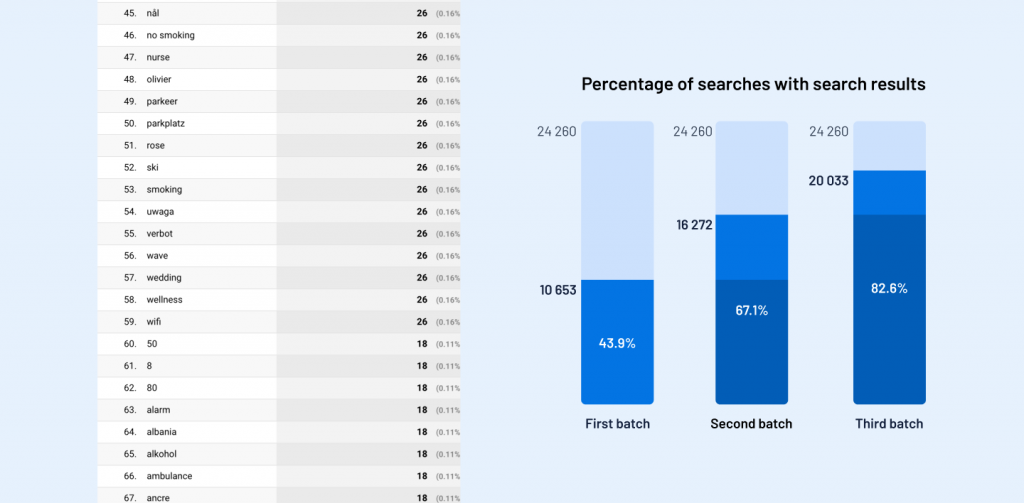 45. nål 26 (0.16%
46. no smoking 26 (0.16%
47. nurse 26 (0.16%
48. olivier 26 (0.16%
49. parkeer 26 (0.16%
50. parkplatz 26 (0.16%
51. rose 26 (0.16%
52. ski 26 (0.16%
53. smoking 26 (0.16%
54. uwaga 26 (0.16%
55. verbot 26 (0.16%
56. wave 26 (0.16%
57. wedding 26 (0.16%
58. wellness 26 (0.16%
59. wifi 26 (0.16%
60. 50 18 (0.11%
61. 8 18 (0.11%
62. 80 18 (0.11%
63. alarm 18 (0.11%
64. albania 18 (0.11%
65. alkohol 18 (0.11%
66. ambulance 18 (0.11%
67. ancre 18 (0.11%
Percentage of searches with search results
24 260 24 260 24 260
20 033
16 272
10 653
82.6%
67.1%
43.9%
First batch Second batch Third batch